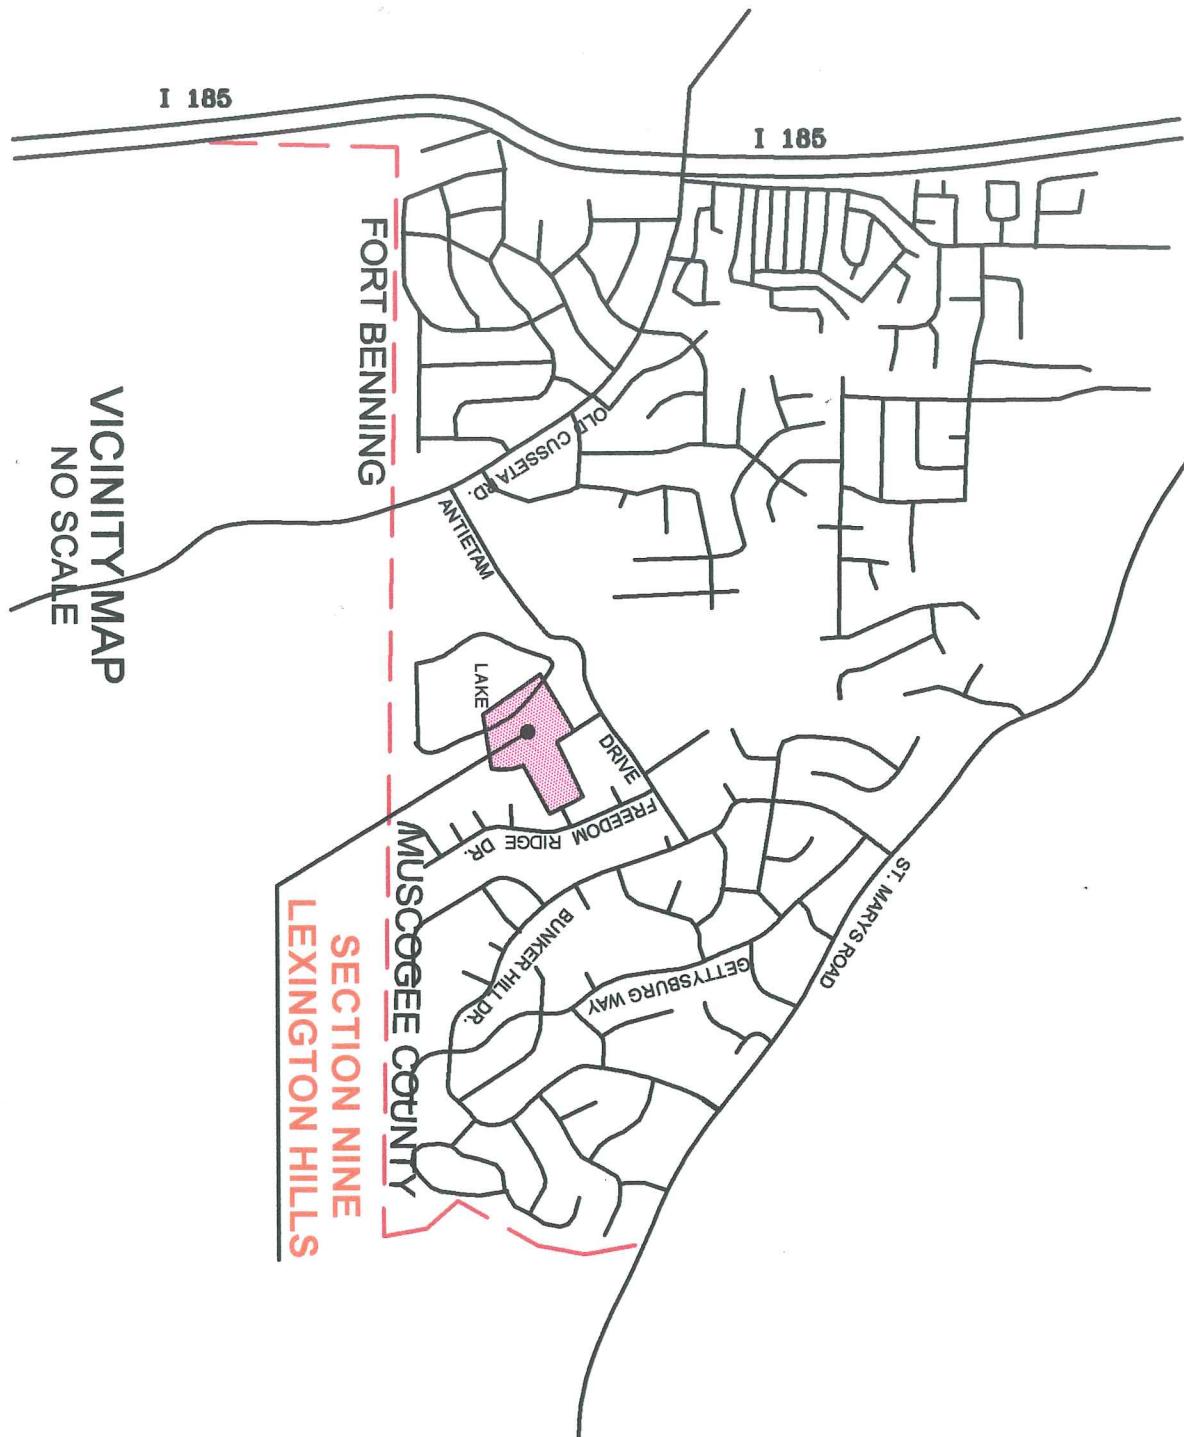 I 185
I 185
FORT BENNING
OLD CUSSETA RD.
ANTIETAM
DRIVE
LAKE
FREEDOM
RIDGE DR.
MUSCOGEE COUNTY
BUNKER HILL DR.
GETTYSBURG WAY
ST. MARYS ROAD
SECTION NINE
LEXINGTON HILLS
VICINITY MAP
NO SCALE